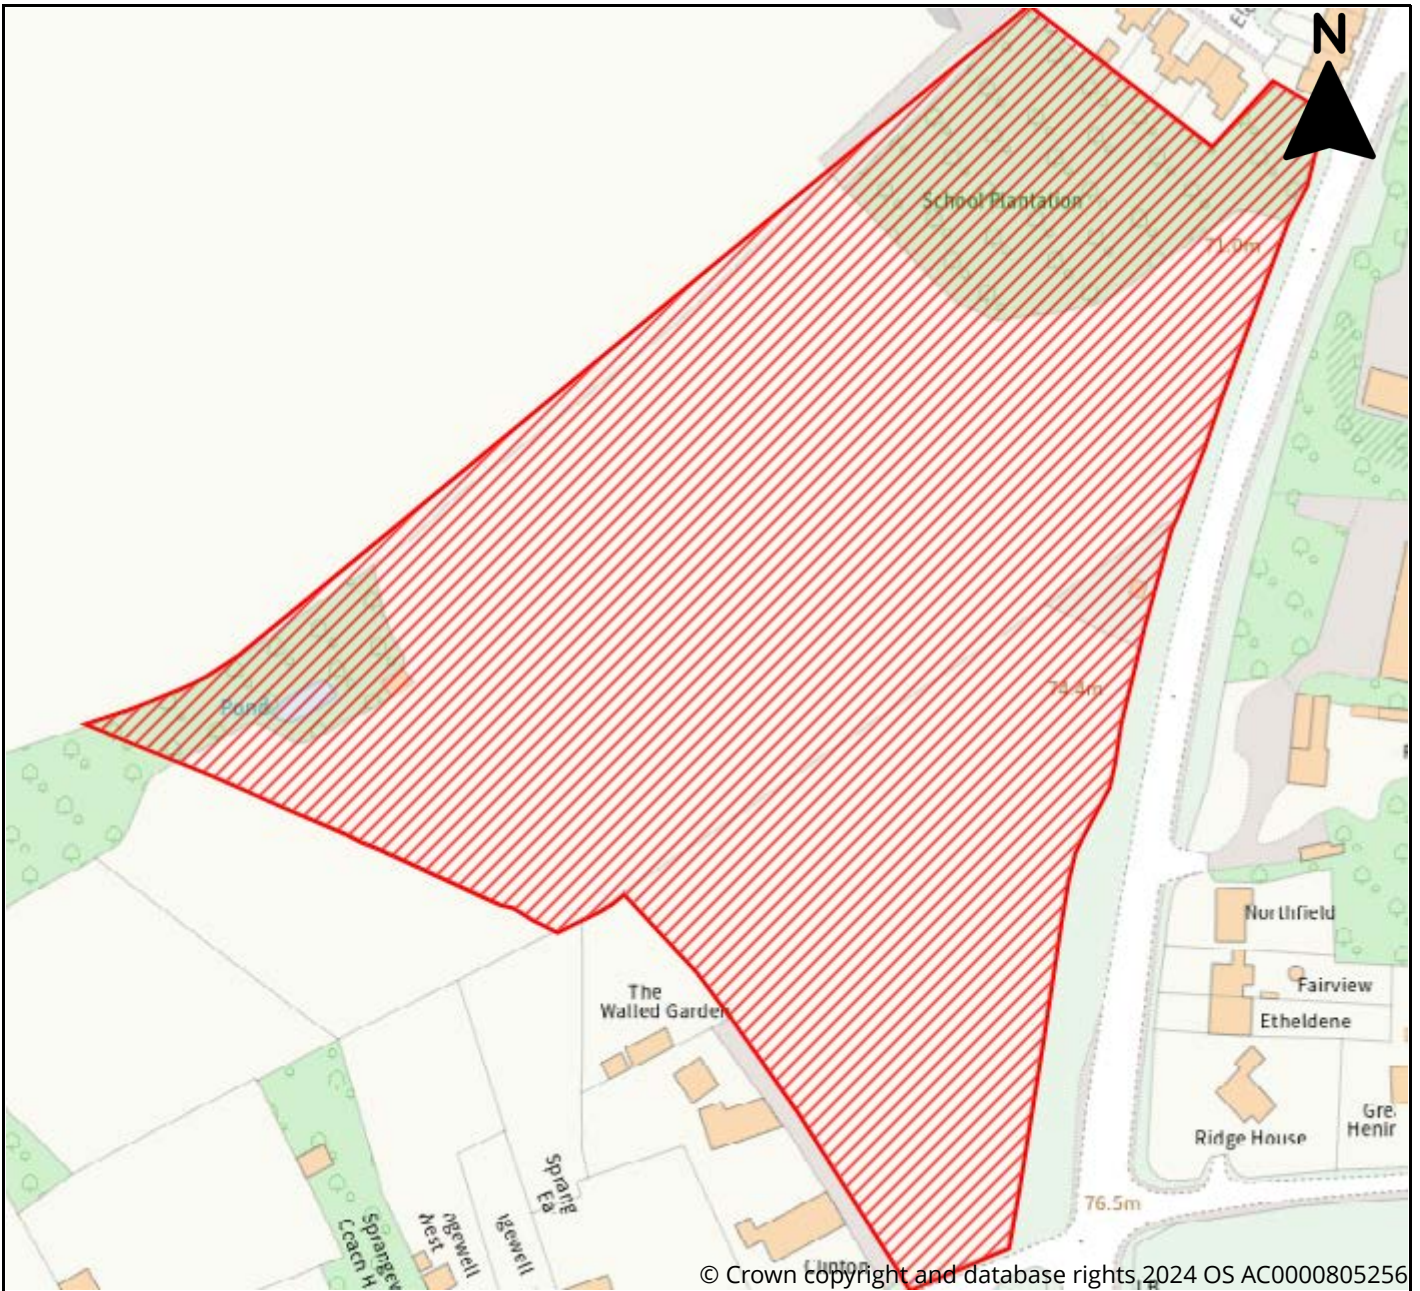 N
School Plantation
71.0m
Pond
74.4m
Northfield
The
Walled Garden
Fairview
Etheldene
Ridge House
76.5m
Clinton
© Crown copyright and database rights 2024 OS AC0000805256